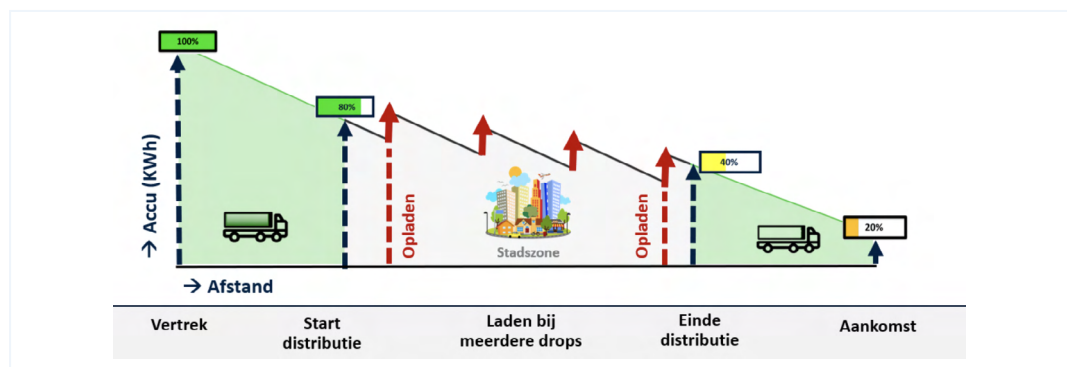 100%
80%
40%
20%
→ Accu (KWh)
Opladen
Opladen
Stadszone
→ Afstand
Vertrek
Start
distributie
Laden bij
meerdere drops
Einde
distributie
Aankomst